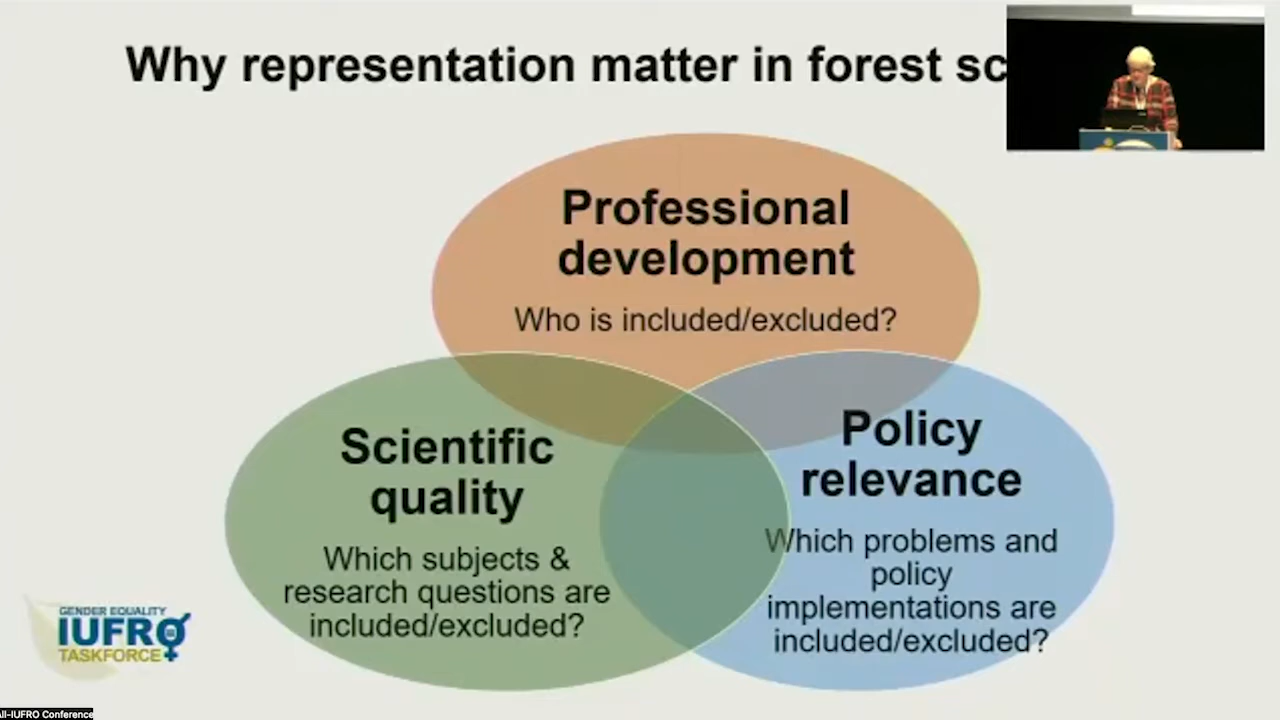 Why representation matter in forest sc
Professional
development
Who is included/excluded?
Scientific
quality
Which subjects &
research questions are
included/excluded?
Policy
relevance
Which problems and
policy
implementations are
included/excluded?
GENDER EQUALITY
IUFRO
TASKFORCE
All-IUFRO Conference